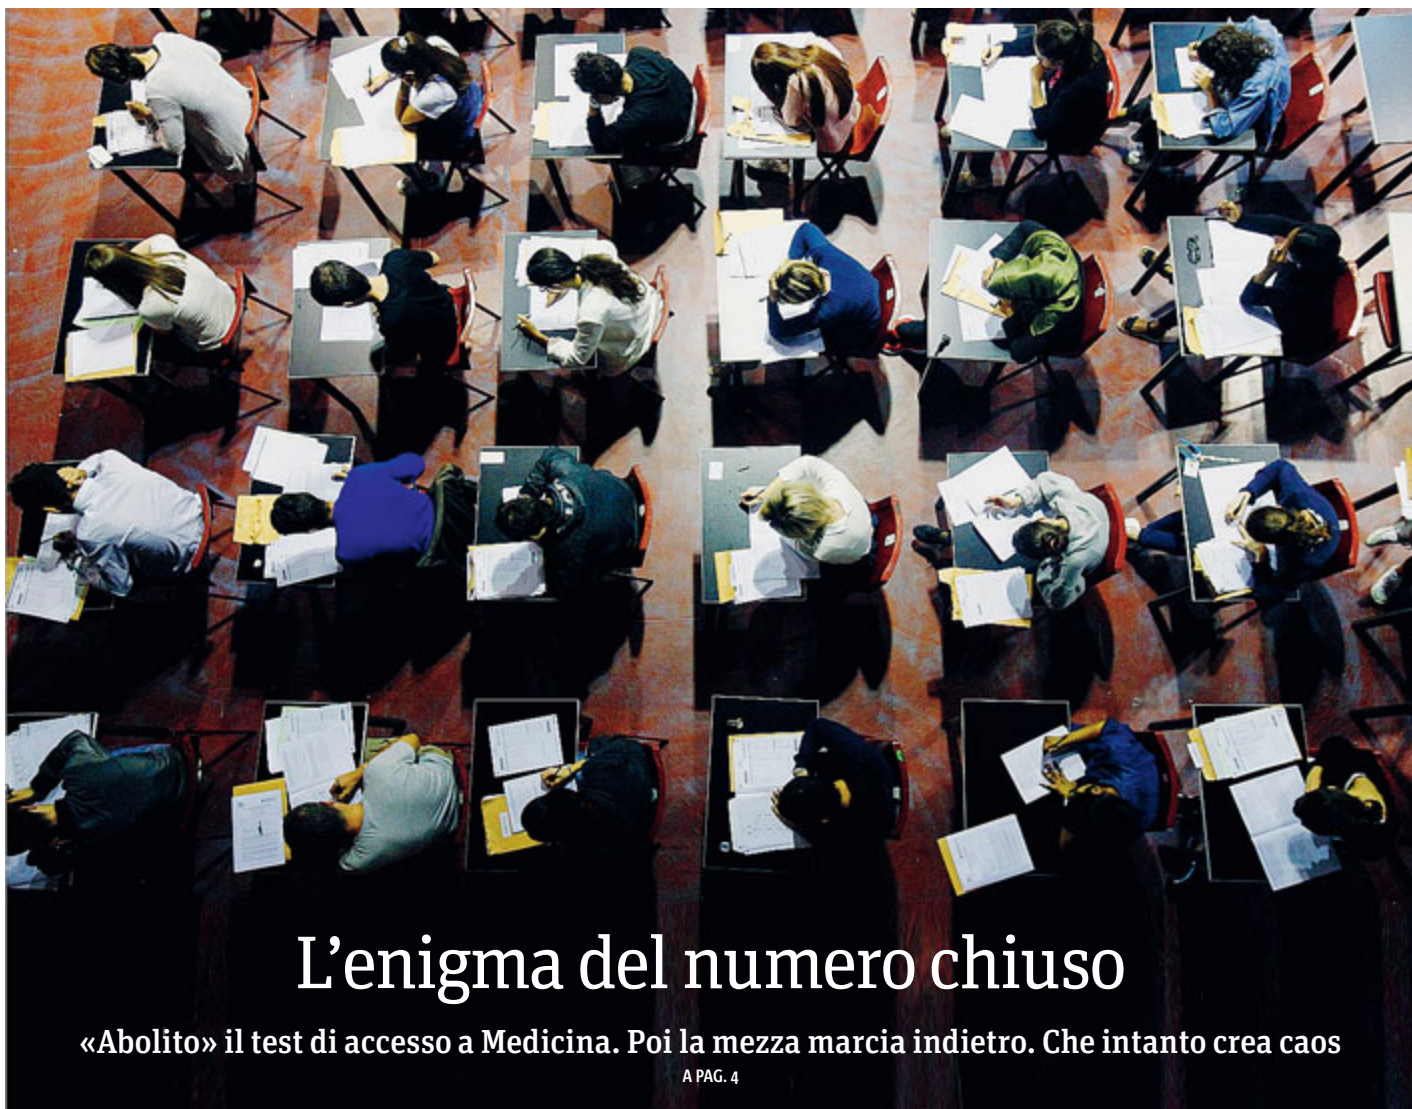 L’enigma del numero chiuso
«Abolito» il test di accesso a Medicina. Poi la mezza marcia indietro. Che intanto crea caos
A PAG. 4